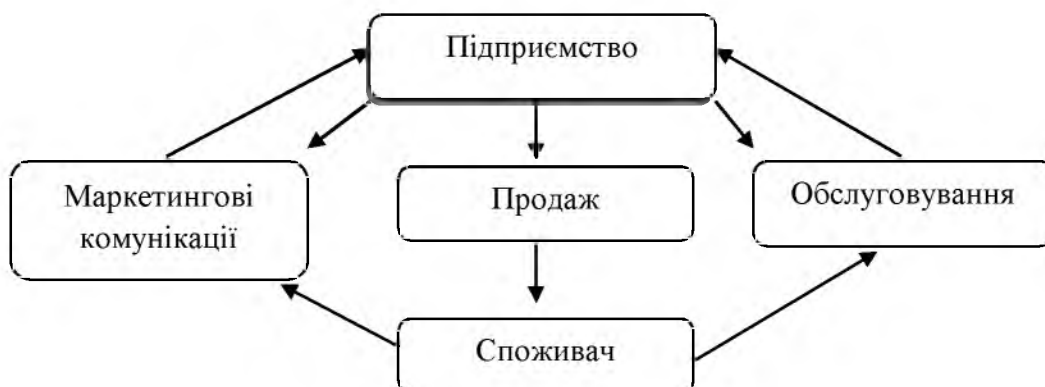 Підприємство
Маркетингові
комунікації
Продаж
Обслуговування
Споживач